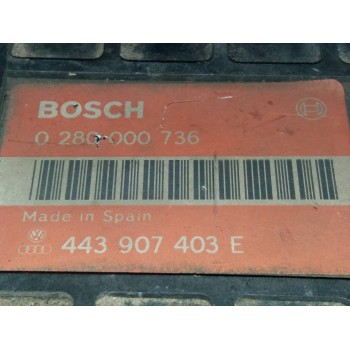 BOSCH
0 280 000 736
Made in Spain
443 907 403 E